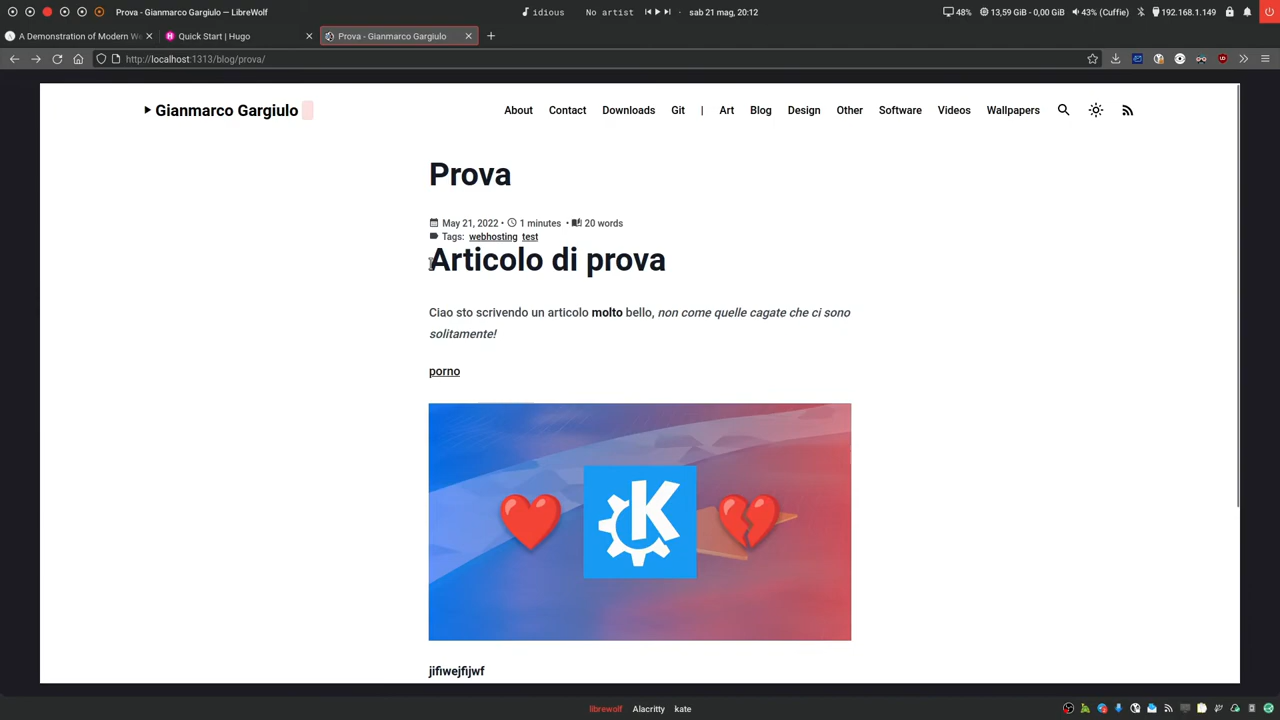 Prova - Gianmarco Gargiulo — LibreWolf
idious
No artist
sab 21 mag, 20:12
48%
13,59 GiB - 0,00 GiB
43% (Cuffie)
192.168.1.149
A Demonstration of Modern We
Quick Start | Hugo
Prova - Gianmarco Gargiulo
http://localhost:1313/blog/prova/
Gianmarco Gargiulo
About Contact Downloads Git | Art Blog Design Other Software Videos Wallpapers
Prova
May 21, 2022 • 1 minutes • 20 words
Tags: webhosting test
Articolo di prova
Ciao sto scrivendo un articolo molto bello, non come quelle cagate che ci sono
solitamente!
porno
K
jifiwejfijwf
librewolf Alacritty kate